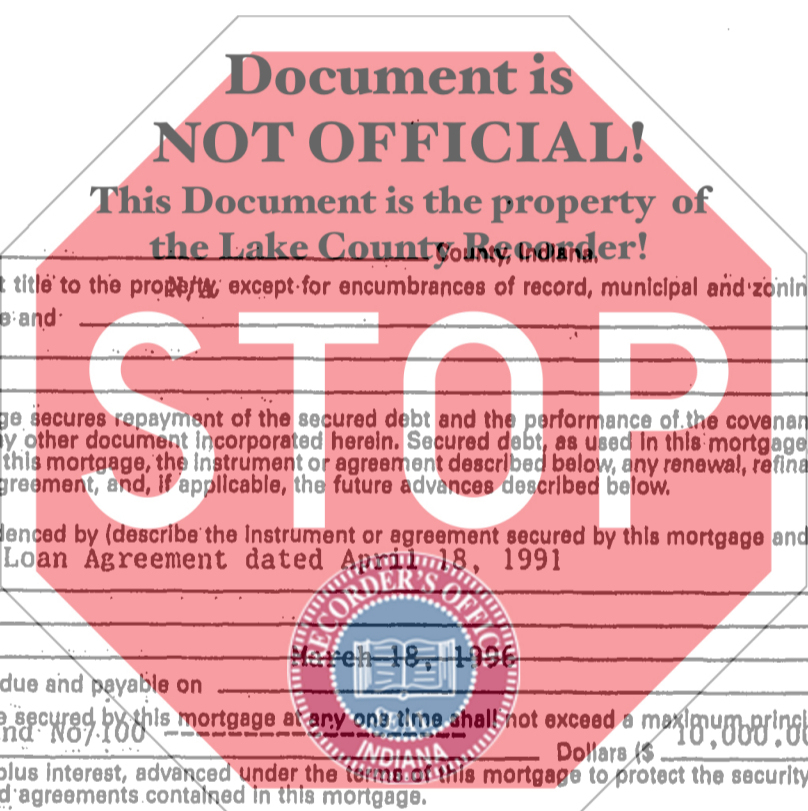 Document is
NOT OFFICIAL!
This Document is the property of
the Lake County Recorder!
County, Indiana,
t title to the property, except for encumbrances of record, municipal and zonin
N/A
e and
STOP
ge secures repayment of the secured debt and the performance of the covenan
y other document incorporated herein. Secured debt, as used in this mortgage
this mortgage, the instrument or agreement described below, any renewal, refina
greement, and, if applicable, the future advances described below.
denced by (describe the instrument or agreement secured by this mortgage and
Loan Agreement dated April 18, 1991
RECORDER'S OFFICE
March 18, 1996
due and payable on
e secured by this mortgage at any one time shall not exceed a maximum princi
nd No/100
INDIANA
Dollars ($ 10,000.00
plus interest, advanced under the terms of this mortgage to protect the security
d agreements contained in this mortgage.